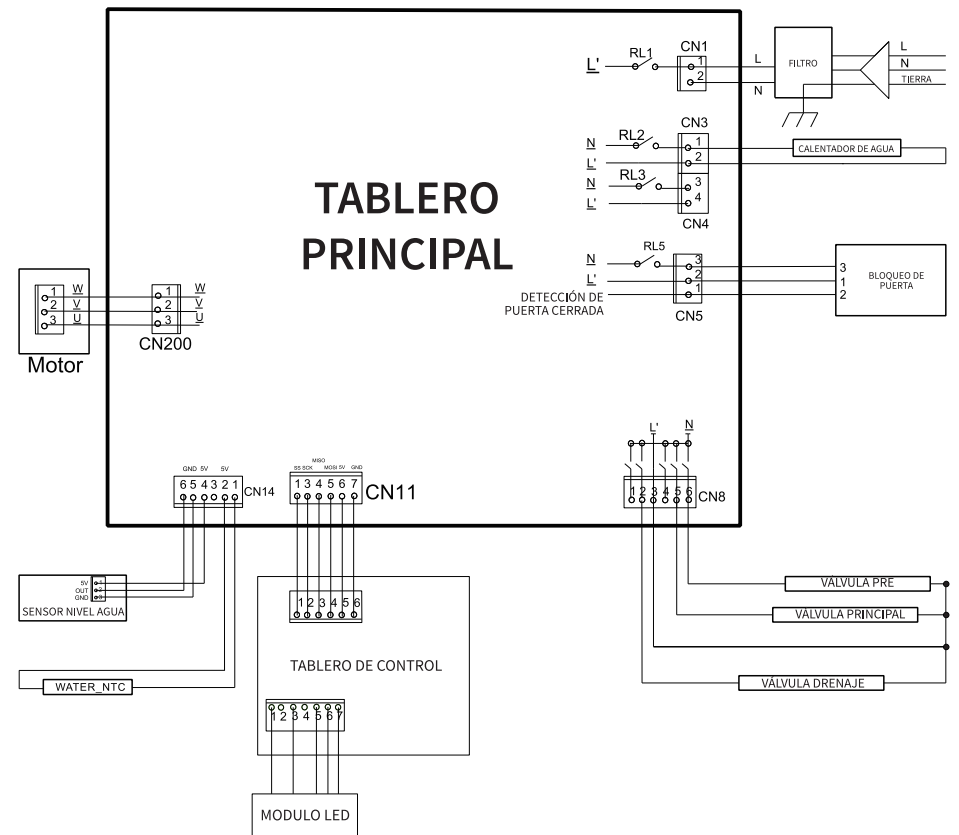 L' RL1 CN1
1
2
L
N
FILTRO
L
N
TIERRA
CN3
N RL2 1
L' 2
N RL3 3
L' 4
CN4
CALENTADOR DE AGUA
TABLERO
PRINCIPAL
N RL5 3
L' 2
DETECCIÓN DE
PUERTA CERRADA
1
CN5
3
1
2
BLOQUEO DE
PUERTA
1 W
2 V
3 U
Motor
1 W
2 V
3 U
CN200
GND 5V 5V
6 5 4 3 2 1
CN14
MISO
SS SCK MOSI 5V GND
1 3 4 5 6 7
CN11
L' N
1 2 3 4 5 6
CN8
5V 1
OUT 2
GND 3
SENSOR NIVEL AGUA
WATER_NTC
1 2 3 4 5 6
TABLERO DE CONTROL
1 2 3 4 5 6 7
MODULO LED
VÁLVULA PRE
VÁLVULA PRINCIPAL
VÁLVULA DRENAJE